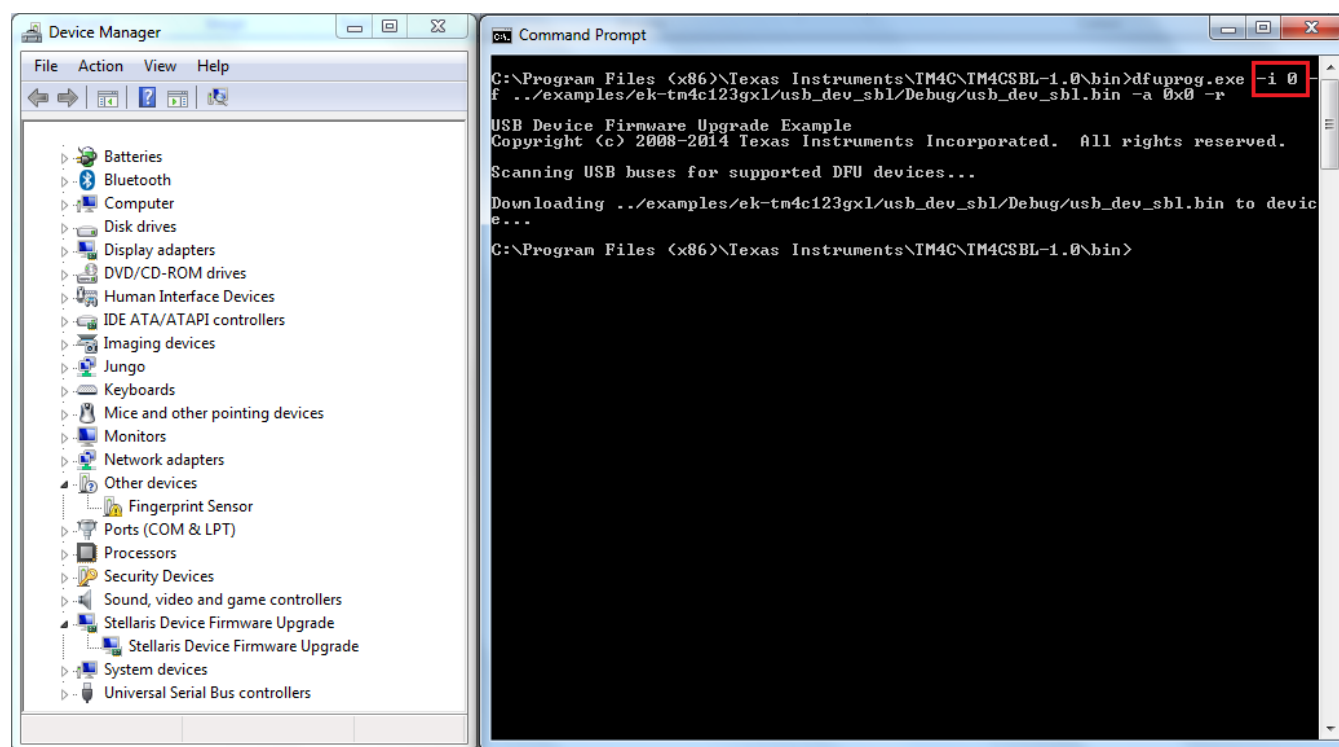 Device Manager
File Action View Help
Batteries
Bluetooth
Computer
Disk drives
Display adapters
DVD/CD-ROM drives
Human Interface Devices
IDE ATA/ATAPI controllers
Imaging devices
Jungo
Keyboards
Mice and other pointing devices
Monitors
Network adapters
Other devices
Fingerprint Sensor
Ports (COM & LPT)
Processors
Security Devices
Sound, video and game controllers
Stellaris Device Firmware Upgrade
Stellaris Device Firmware Upgrade
System devices
Universal Serial Bus controllers
Command Prompt
C:\Program Files (x86)\Texas Instruments\TM4C\TM4CSBL-1.0\bin>dfuprog.exe -i 0 -
f ../examples/ek-tm4c123gxl/usb_dev_sbl/Debug/usb_dev_sbl.bin -a 0x0 -r
USB Device Firmware Upgrade Example
Copyright (c) 2008-2014 Texas Instruments Incorporated.  All rights reserved.
Scanning USB buses for supported DFU devices...
Downloading ../examples/ek-tm4c123gxl/usb_dev_sbl/Debug/usb_dev_sbl.bin to devic
e...
C:\Program Files (x86)\Texas Instruments\TM4C\TM4CSBL-1.0\bin>